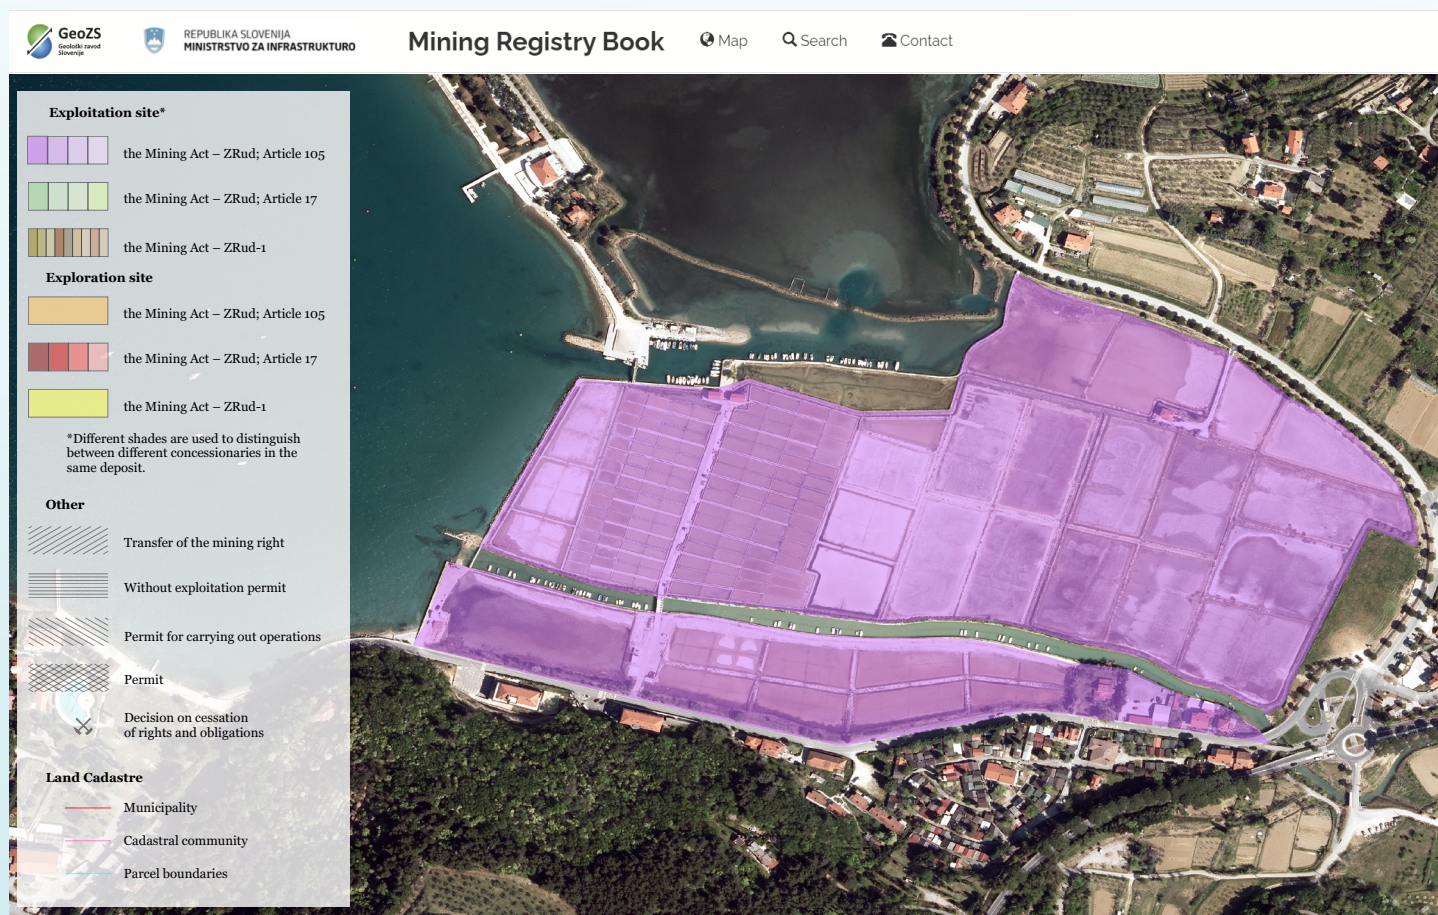 GeoZS
Geološki zavod
Slovenije
REPUBLIKA SLOVENIJA
MINISTRSTVO ZA INFRASTRUKTURO
Mining Registry Book
Map
Search
Contact
Exploitation site*
the Mining Act – ZRud; Article 105
the Mining Act – ZRud; Article 17
the Mining Act – ZRud-1
Exploration site
the Mining Act – ZRud; Article 105
the Mining Act – ZRud; Article 17
the Mining Act – ZRud-1
*Different shades are used to distinguish
between different concessionaries in the
same deposit.
Other
Transfer of the mining right
Without exploitation permit
Permit for carrying out operations
Permit
Decision on cessation
of rights and obligations
Land Cadastre
Municipality
Cadastral community
Parcel boundaries